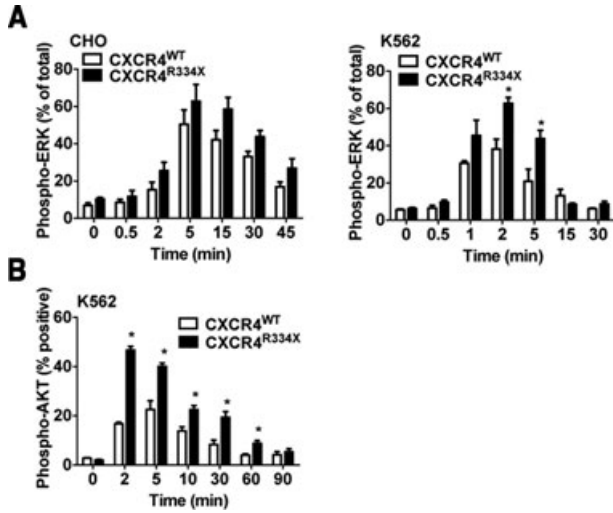 A
CHO
CXCR4WT
CXCR4R334X
Phospho-ERK (% of total)
80
60
40
20
0
0 0.5 2 5 15 30 45
Time (min)
K562
CXCR4WT
CXCR4R334X
Phospho-ERK (% of total)
80
60
40
20
0
* *
0 0.5 1 2 5 15 30
Time (min)
B
K562
CXCR4WT
CXCR4R334X
Phospho-AKT (% positive)
60
40
20
0
* * * * *
0 2 5 10 30 60 90
Time (min)